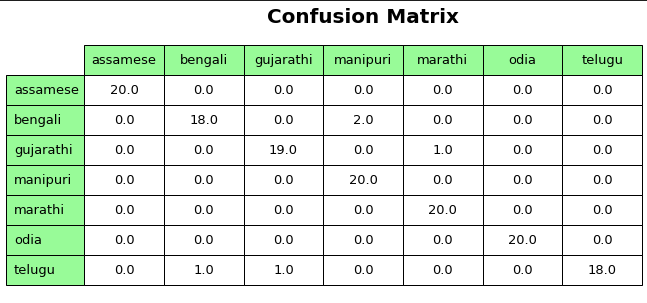 Confusion Matrix
assamese bengali gujarathi manipuri marathi odia telugu
assamese 20.0 0.0 0.0 0.0 0.0 0.0 0.0
bengali 0.0 18.0 0.0 2.0 0.0 0.0 0.0
gujarathi 0.0 0.0 19.0 0.0 1.0 0.0 0.0
manipuri 0.0 0.0 0.0 20.0 0.0 0.0 0.0
marathi 0.0 0.0 0.0 0.0 20.0 0.0 0.0
odia 0.0 0.0 0.0 0.0 0.0 20.0 0.0
telugu 0.0 1.0 1.0 0.0 0.0 0.0 18.0